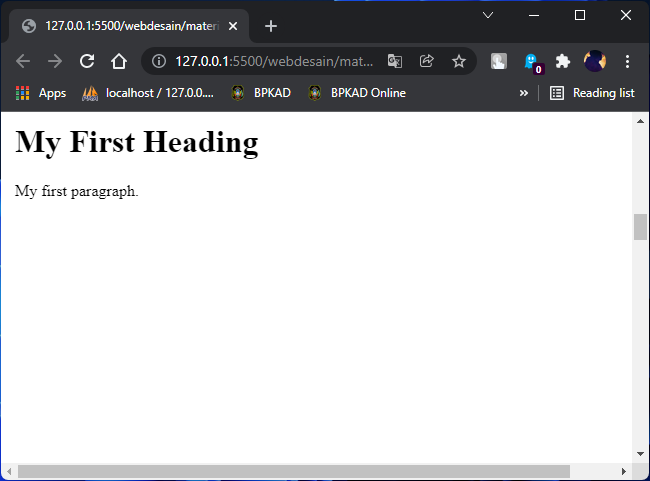 127.0.0.1:5500/webdesain/materi
127.0.0.1:5500/webdesain/mat...
0
Apps localhost / 127.0.0.... BPKAD BPKAD Online » Reading list
My First Heading
My first paragraph.